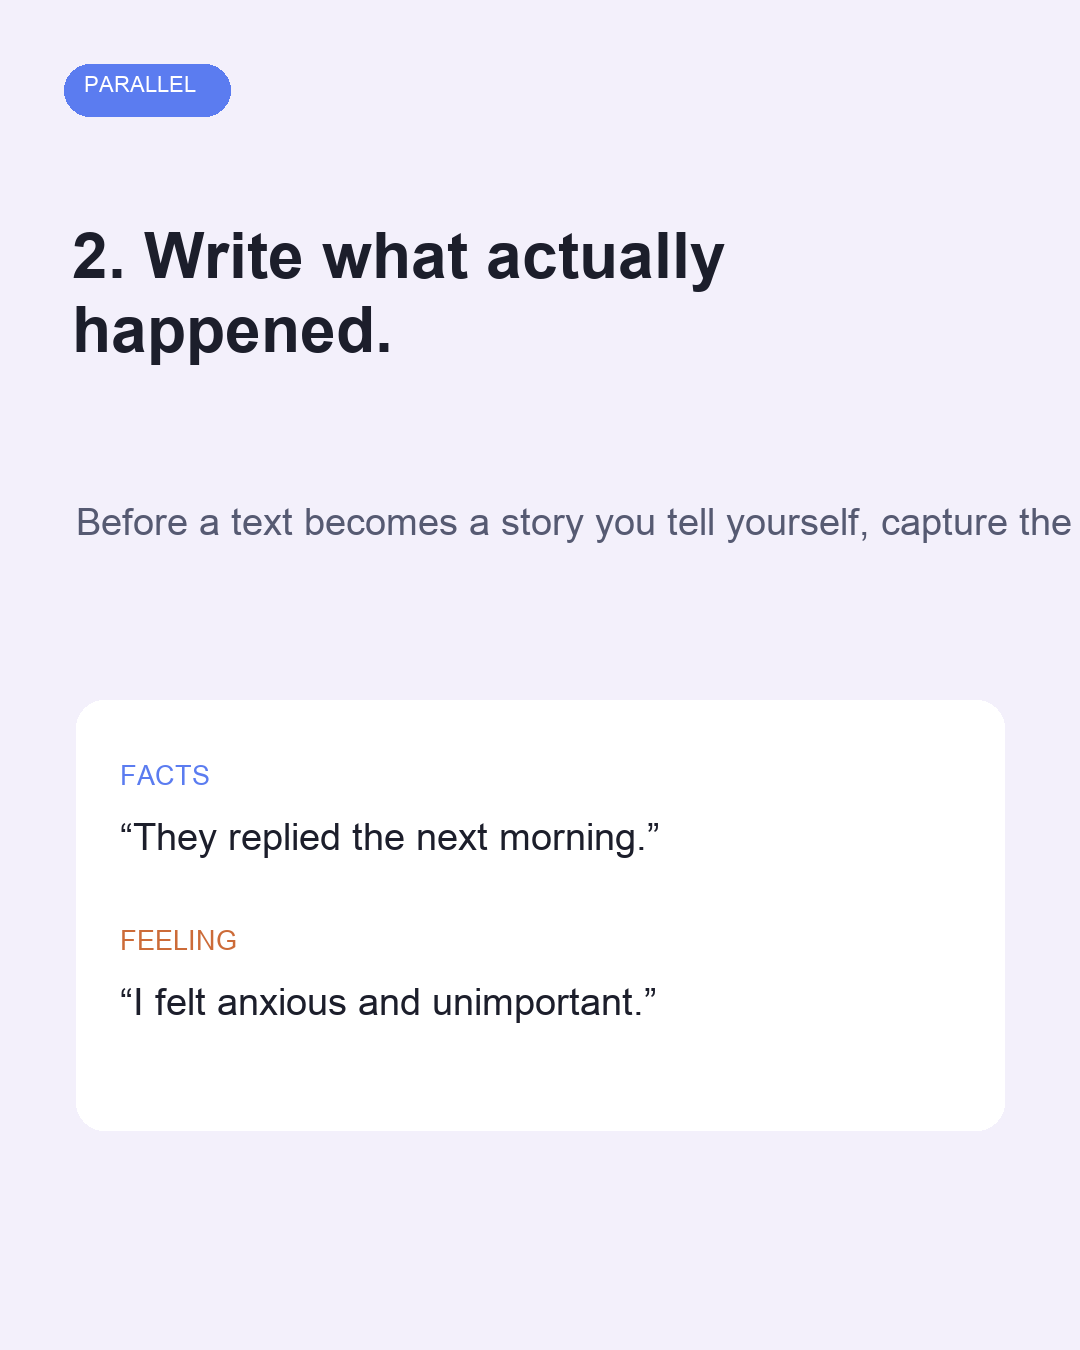 PARALLEL
2. Write what actually
happened.
Before a text becomes a story you tell yourself, capture the
FACTS
“They replied the next morning.”
FEELING
“I felt anxious and unimportant.”